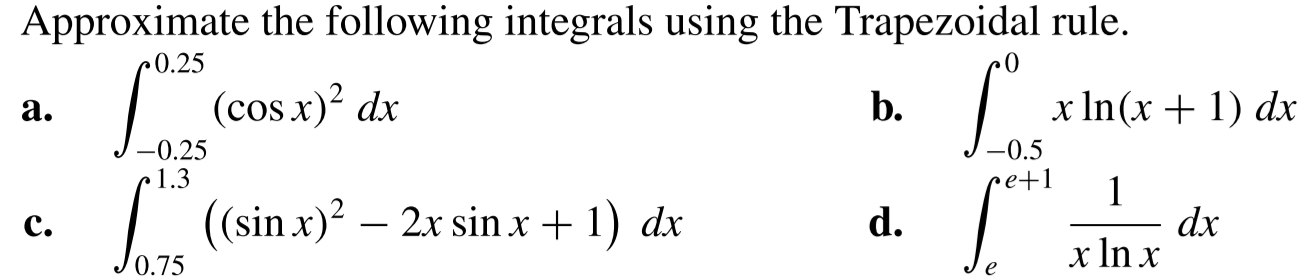 Approximate the following integrals using the Trapezoidal rule.
a. ∫_{−0.25}^{0.25} (cos x)² dx b. ∫_{−0.5}^{0} x ln(x + 1) dx
c. ∫_{0.75}^{1.3} ((sin x)² − 2x sin x + 1) dx d. ∫_{e}^{e+1} \frac{1}{x ln x} dx